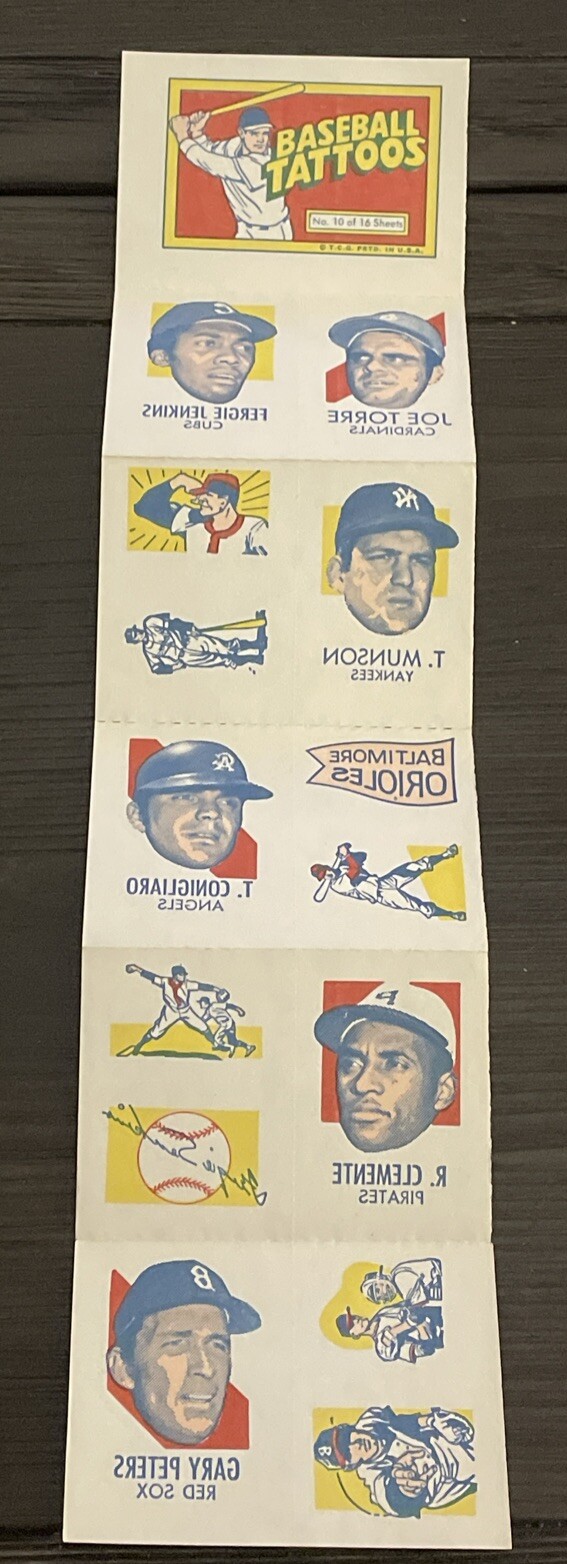 BASEBALL
TATTOOS
No. 10 of 16 Sheets
© T.C.G. PRTD. IN U.S.A.
FERGIE JENKINS
CUBS
JOE TORRE
CARDINALS
T. MUNSON
YANKEES
BALTIMORE
ORIOLES
T. CONIGLIARO
ANGELS
R. CLEMENTE
PIRATES
GARY PETERS
RED SOX